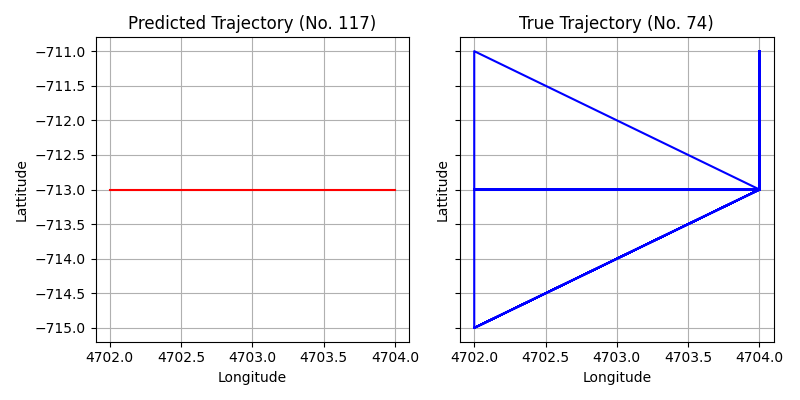 Predicted Trajectory (No. 117)
True Trajectory (No. 74)
Lattitude
−711.0
−711.5
−712.0
−712.5
−713.0
−713.5
−714.0
−714.5
−715.0
4702.0 4702.5 4703.0 4703.5 4704.0
Longitude
Lattitude
4702.0 4702.5 4703.0 4703.5 4704.0
Longitude